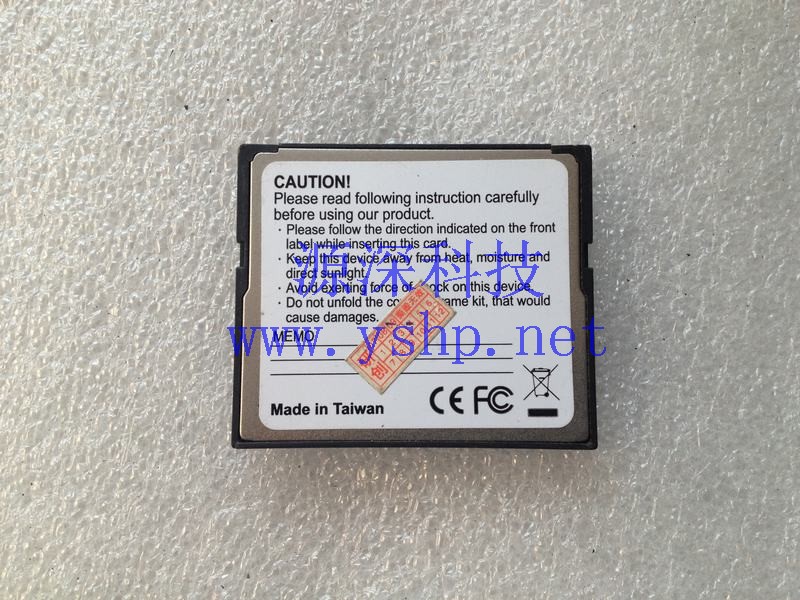 CAUTION!
Please read following instruction carefully
before using our product.
· Please follow the direction indicated on the front
label while inserting this card.
· Keep this device away from heat, moisture and
direct sunlight.
源深科技
· Avoid exerting force of shock on this device.
· Do not unfold the frame kit, that would
cause damages.
MEMO
www.yshp.net
创
Made in Taiwan
CE FC